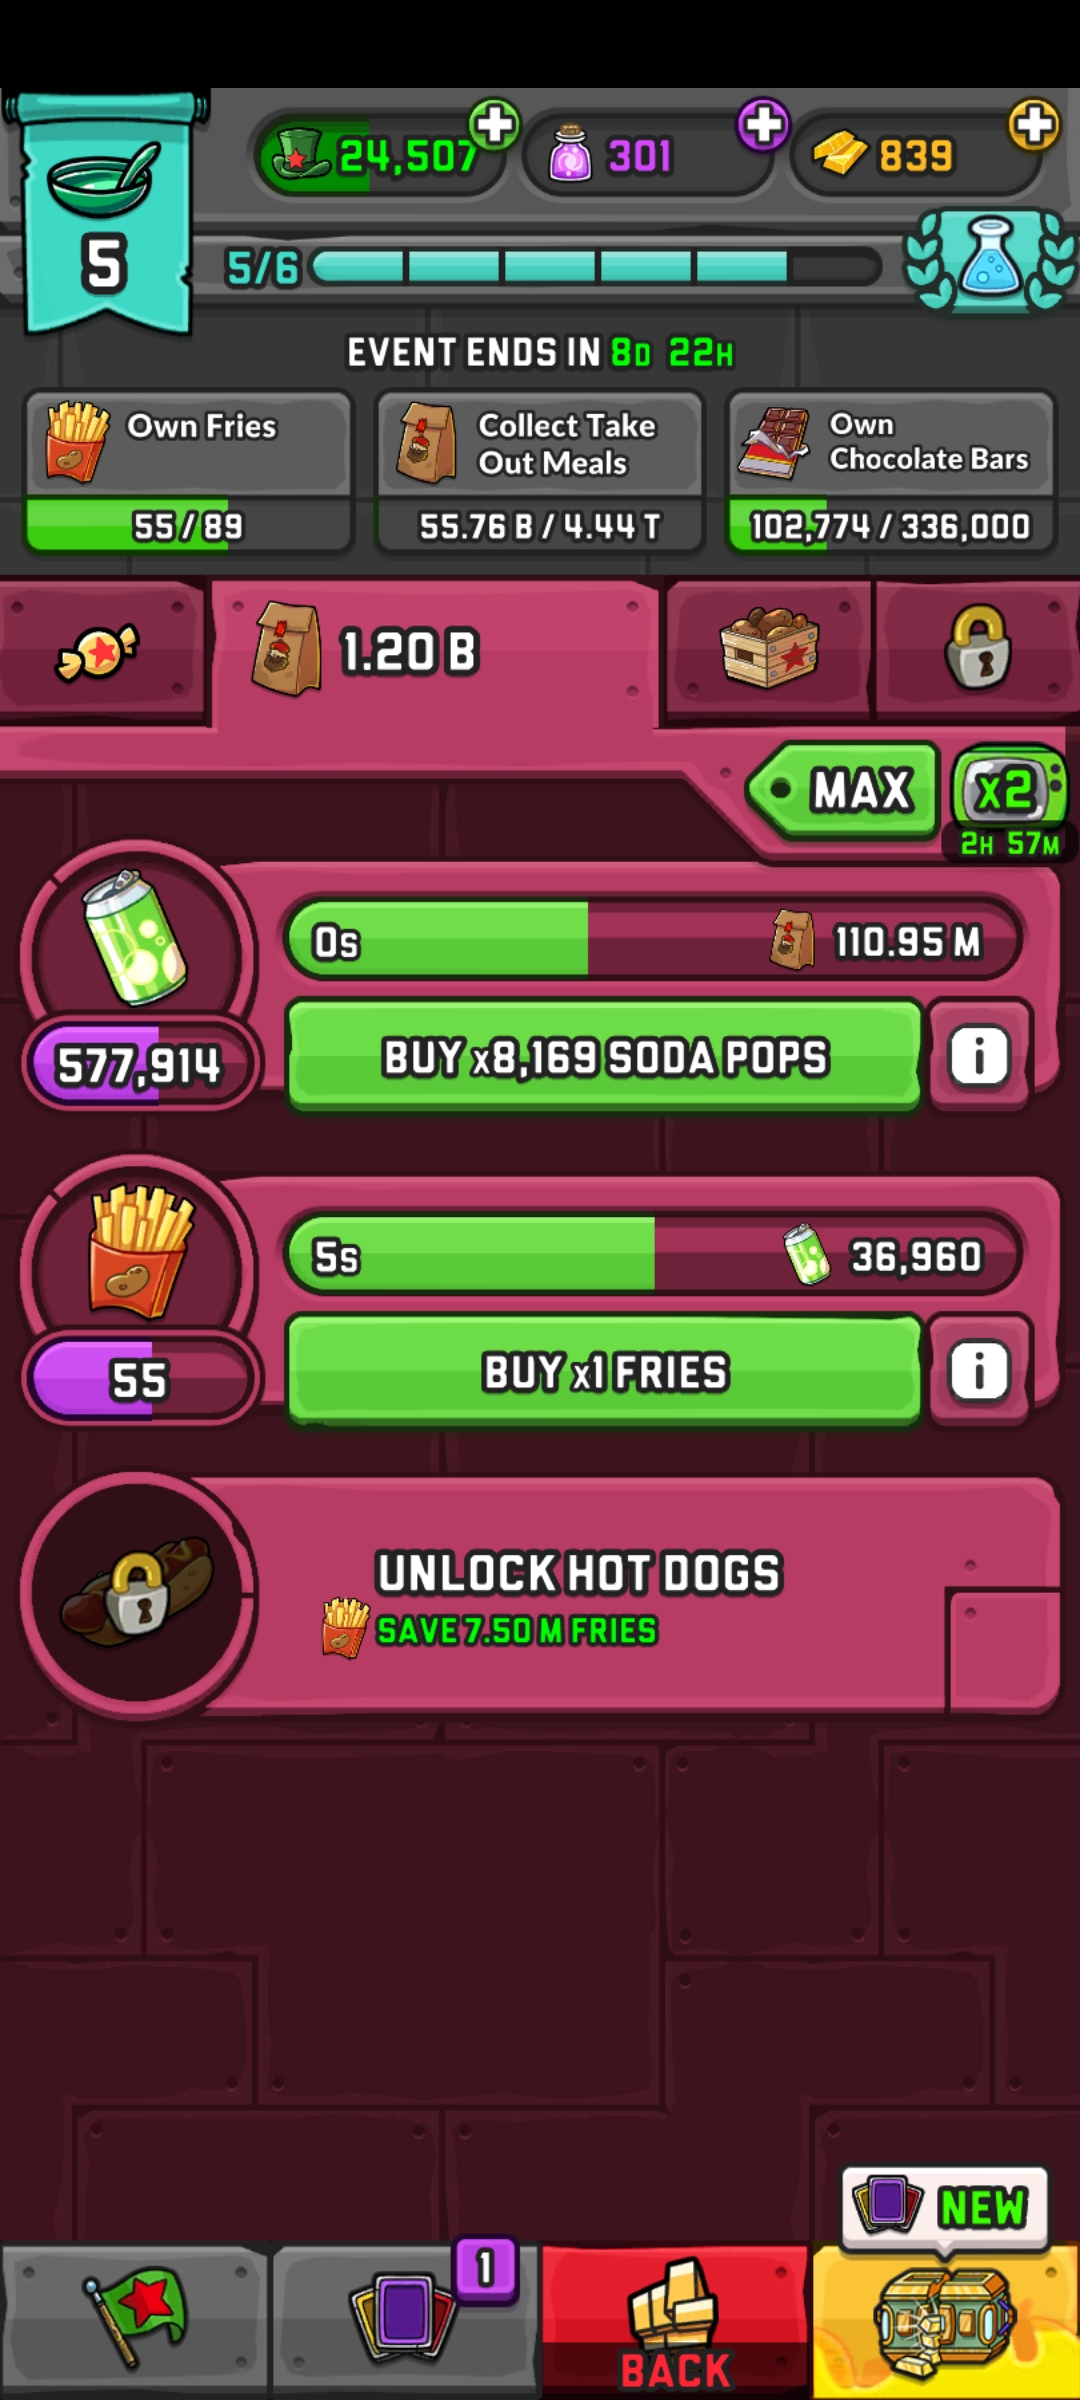 24,507
301
839
5
5/6
EVENT ENDS IN 8D 22H
Own Fries
55/89
Collect Take
Out Meals
55.76 B / 4.44 T
Own
Chocolate Bars
102,774 / 336,000
1.20 B
MAX
x2
2H 57M
0s
110.95 M
577,914
BUY x8,169 SODA POPS
i
5s
36,960
55
BUY x1 FRIES
i
UNLOCK HOT DOGS
SAVE 7.50 M FRIES
NEW
1
BACK